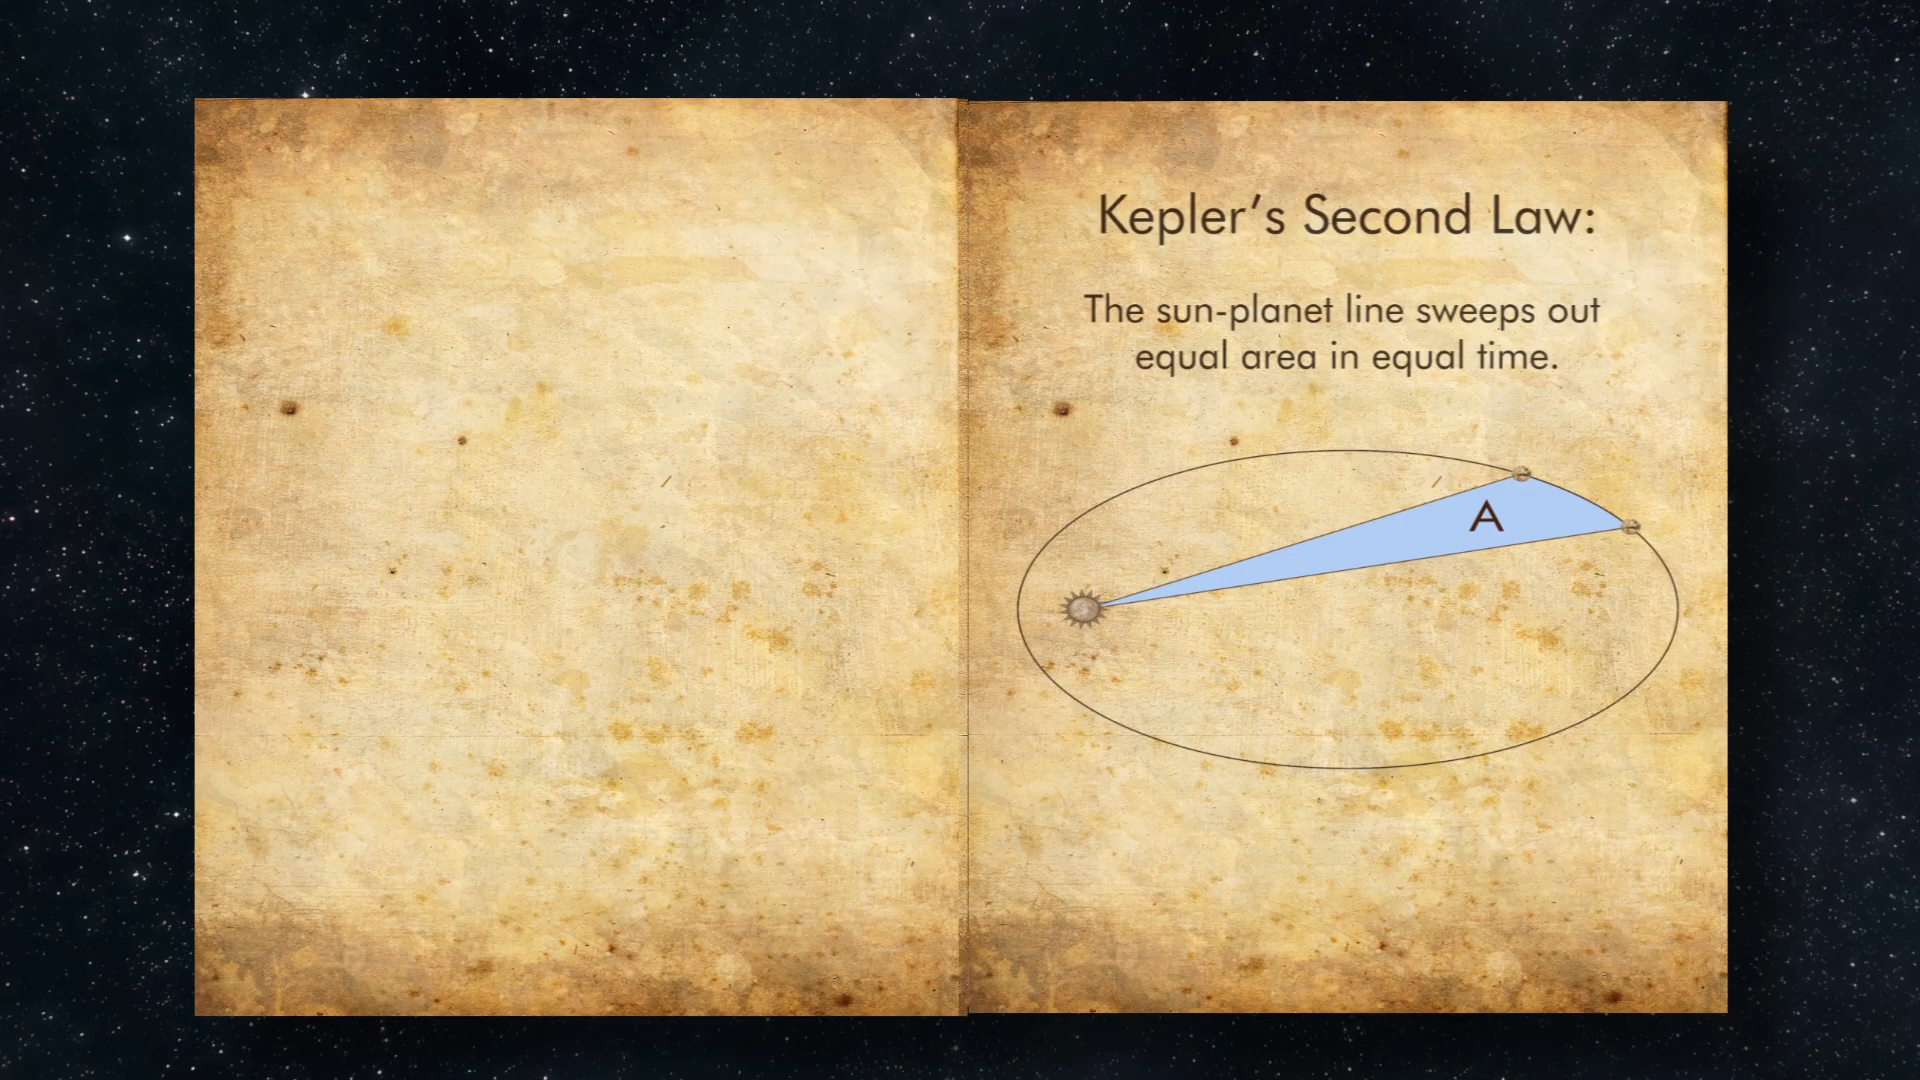 Kepler’s Second Law:
The sun-planet line sweeps out
equal area in equal time.
A